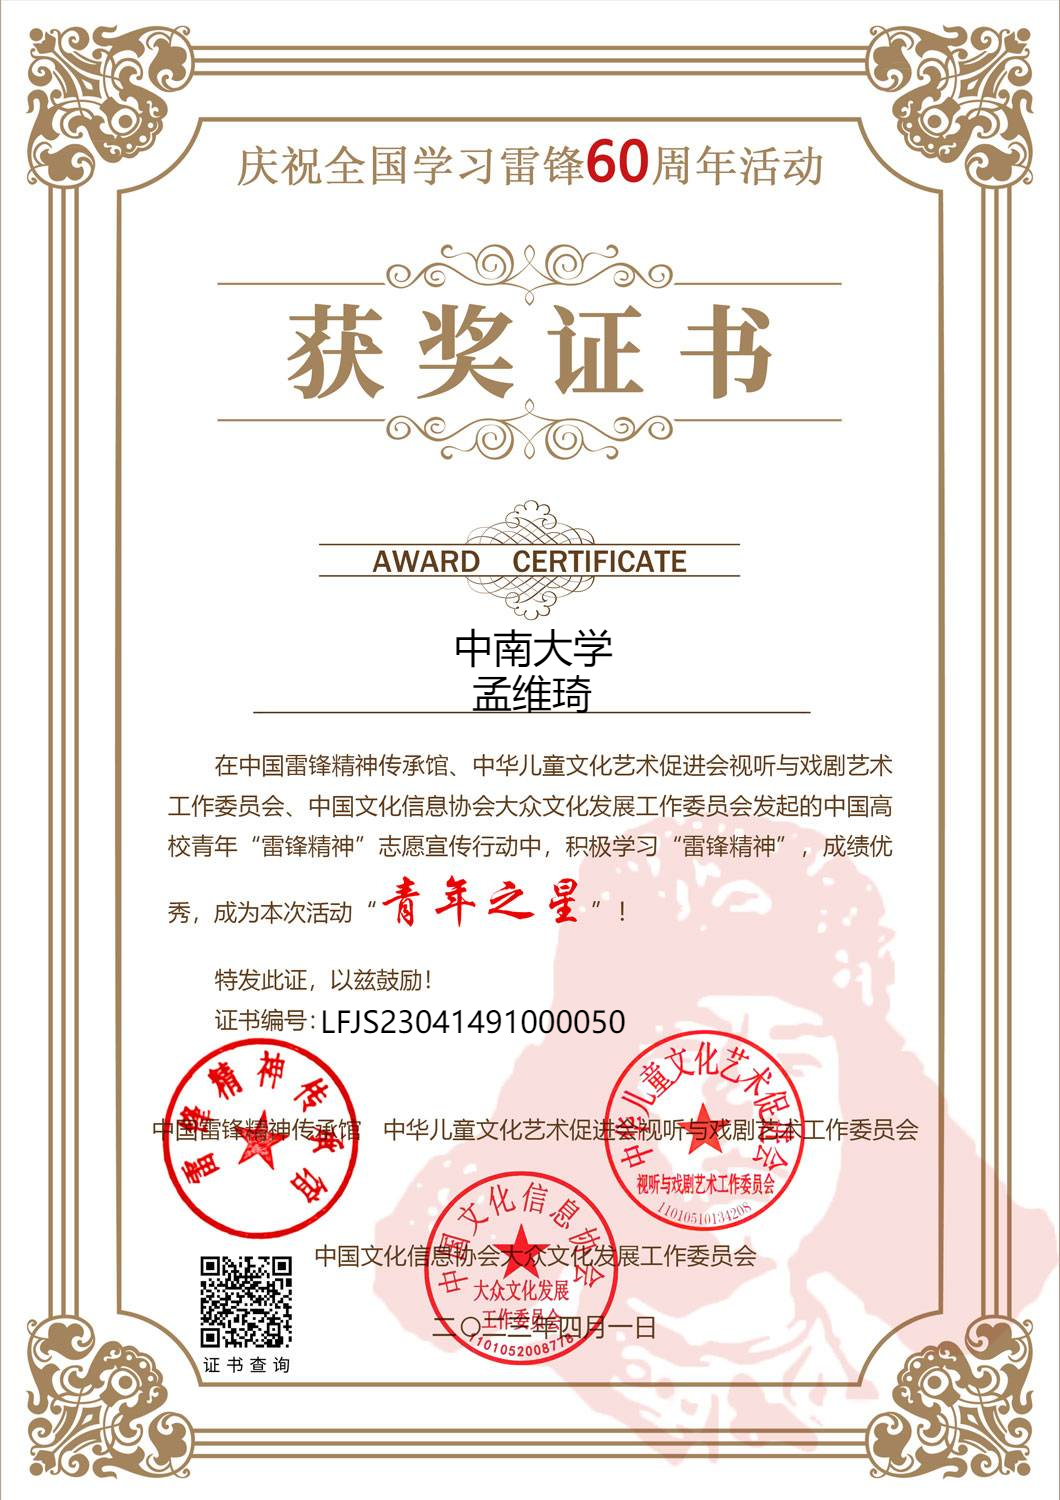 庆祝全国学习雷锋60周年活动
获奖证书
AWARD CERTIFICATE
中南大学
孟维琦
在中国雷锋精神传承馆、中华儿童文化艺术促进会视听与戏剧艺术
工作委员会、中国文化信息协会大众文化发展工作委员会发起的中国高
校青年“雷锋精神”志愿宣传行动中，积极学习“雷锋精神”，成绩优
秀，成为本次活动“青年之星”！
特发此证，以兹鼓励！
证书编号：LFJS23041491000050
雷锋精神传承馆
中华儿童文化艺术促进会
中国雷锋精神传承馆 中华儿童文化艺术促进会视听与戏剧艺术工作委员会
视听与戏剧艺术工作委员会
11010510134208
中国文化信息协会
中国文化信息协会大众文化发展工作委员会
大众文化发展
工作委员会
二〇二三年四月一日
1101052008778
证书查询